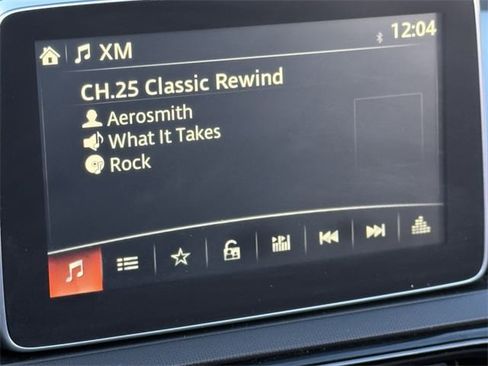 XM
12:04
CH.25 Classic Rewind
Aerosmith
What It Takes
Rock